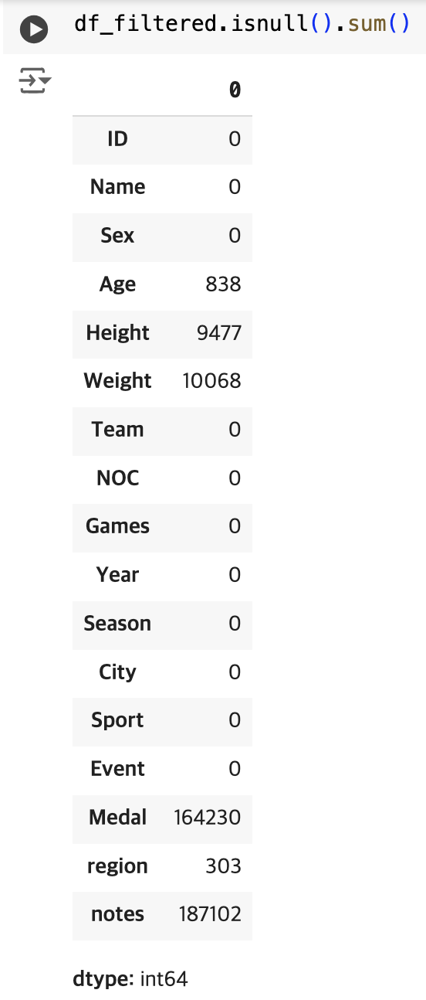 df_filtered.isnull().sum()
0
ID 0
Name 0
Sex 0
Age 838
Height 9477
Weight 10068
Team 0
NOC 0
Games 0
Year 0
Season 0
City 0
Sport 0
Event 0
Medal 164230
region 303
notes 187102
dtype: int64